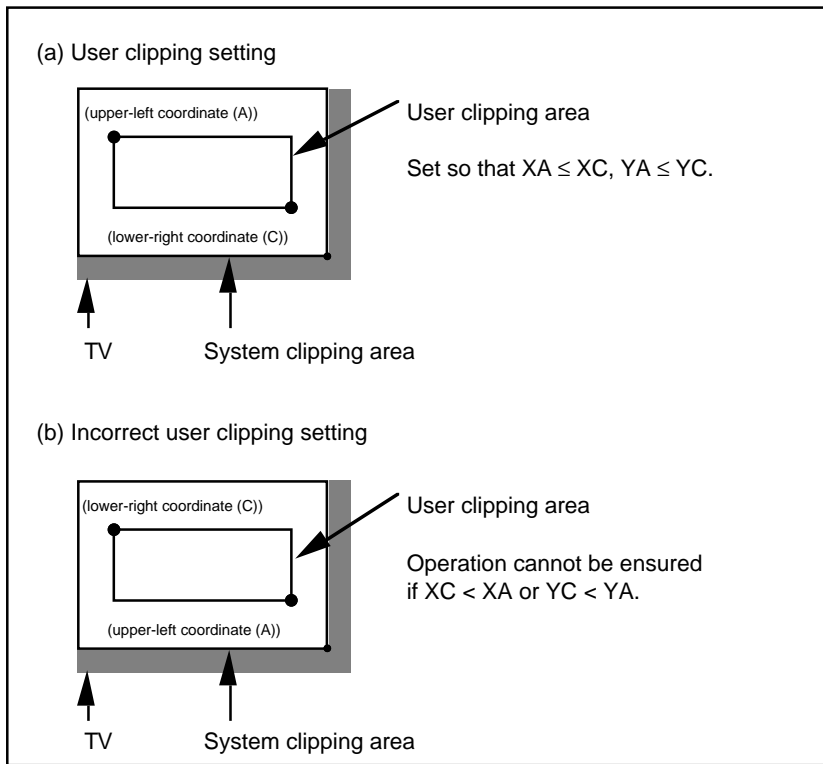 (a) User clipping setting
(upper-left coordinate (A))
User clipping area
Set so that XA ≤ XC, YA ≤ YC.
(lower-right coordinate (C))
TV
System clipping area
(b) Incorrect user clipping setting
(lower-right coordinate (C))
User clipping area
Operation cannot be ensured
if XC < XA or YC < YA.
(upper-left coordinate (A))
TV
System clipping area